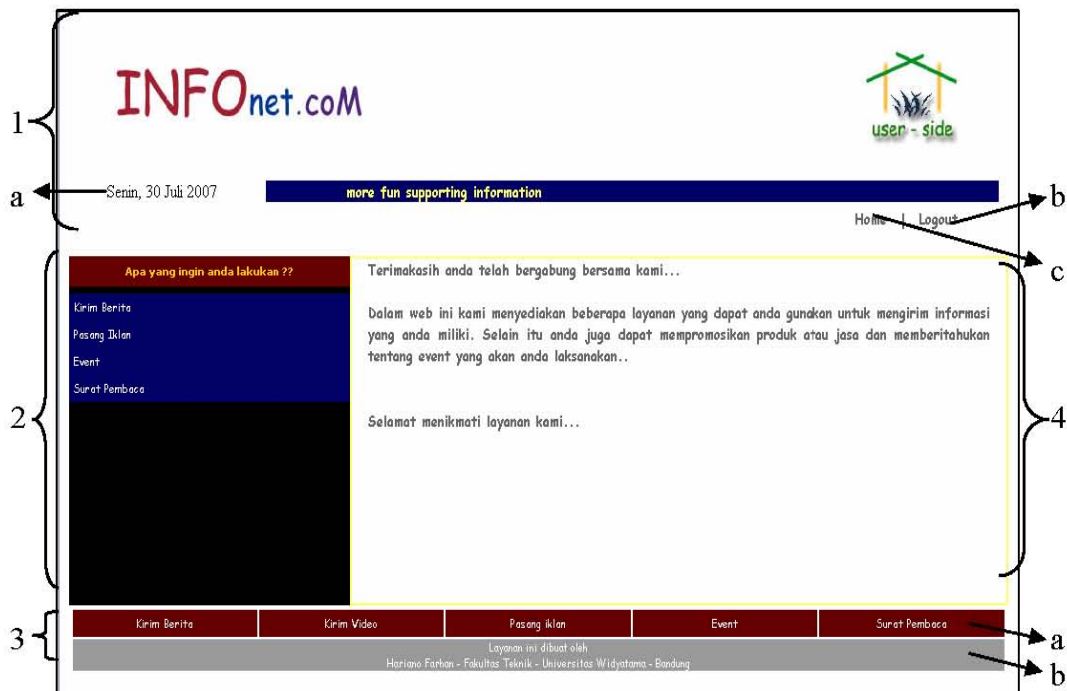 1
INFOnet.coM
user - side
a
Senin, 30 Juli 2007
more fun supporting information
b
Home | Logout
c
Apa yang ingin anda lakukan ??
Kirim Berita
Pasang Iklan
Event
Surat Pembaca
2
Terimakasih anda telah bergabung bersama kami...
Dalam web ini kami menyediakan beberapa layanan yang dapat anda gunakan untuk mengirim informasi
yang anda miliki. Selain itu anda juga dapat mempromosikan produk atau jasa dan memberitahukan
tentang event yang akan anda laksanakan..
Selamat menikmati layanan kami...
4
3
Kirim Berita
Kirim Video
Pasang iklan
Event
Surat Pembaca
a
Layanan ini dibuat oleh
Hariano Farhan - Fakultas Teknik - Universitas Widyatama - Bandung
b